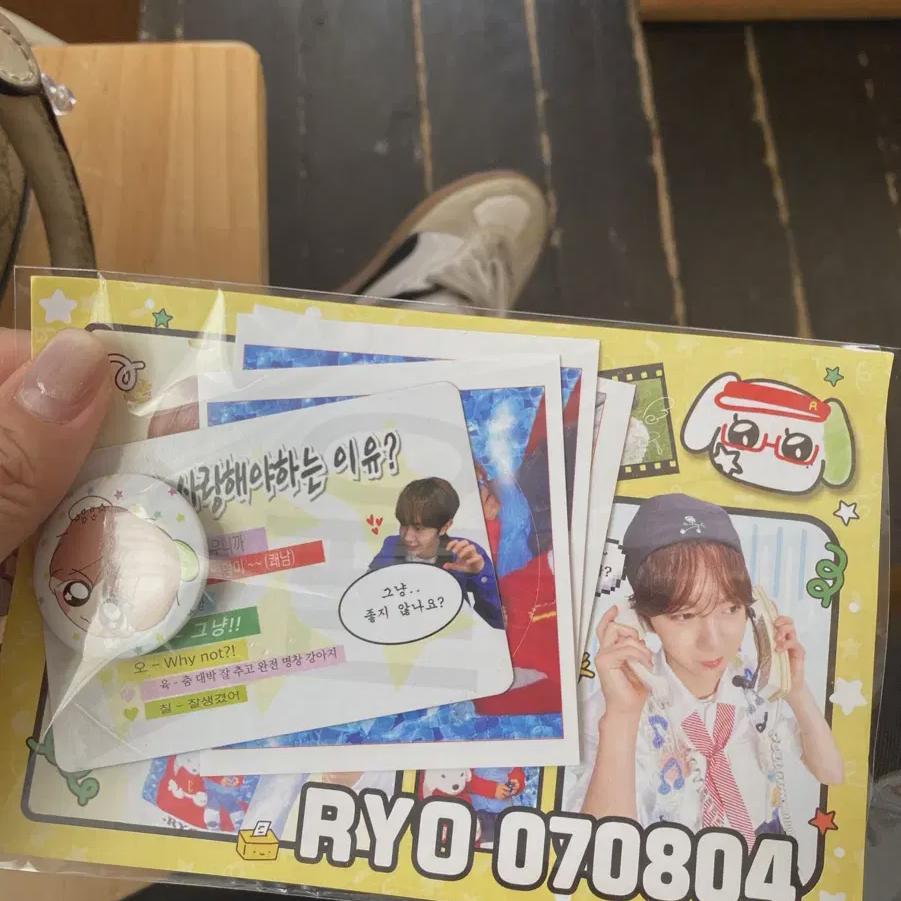 사랑해야하는 이유?
그냥..
좋지 않나요?
~~ (쾌남)
그냥!!
오 - Why not?!
육 - 춤 대박 잘 추고 완전 명창 강아지
칠 - 잘생겼어
R
RYO 070804